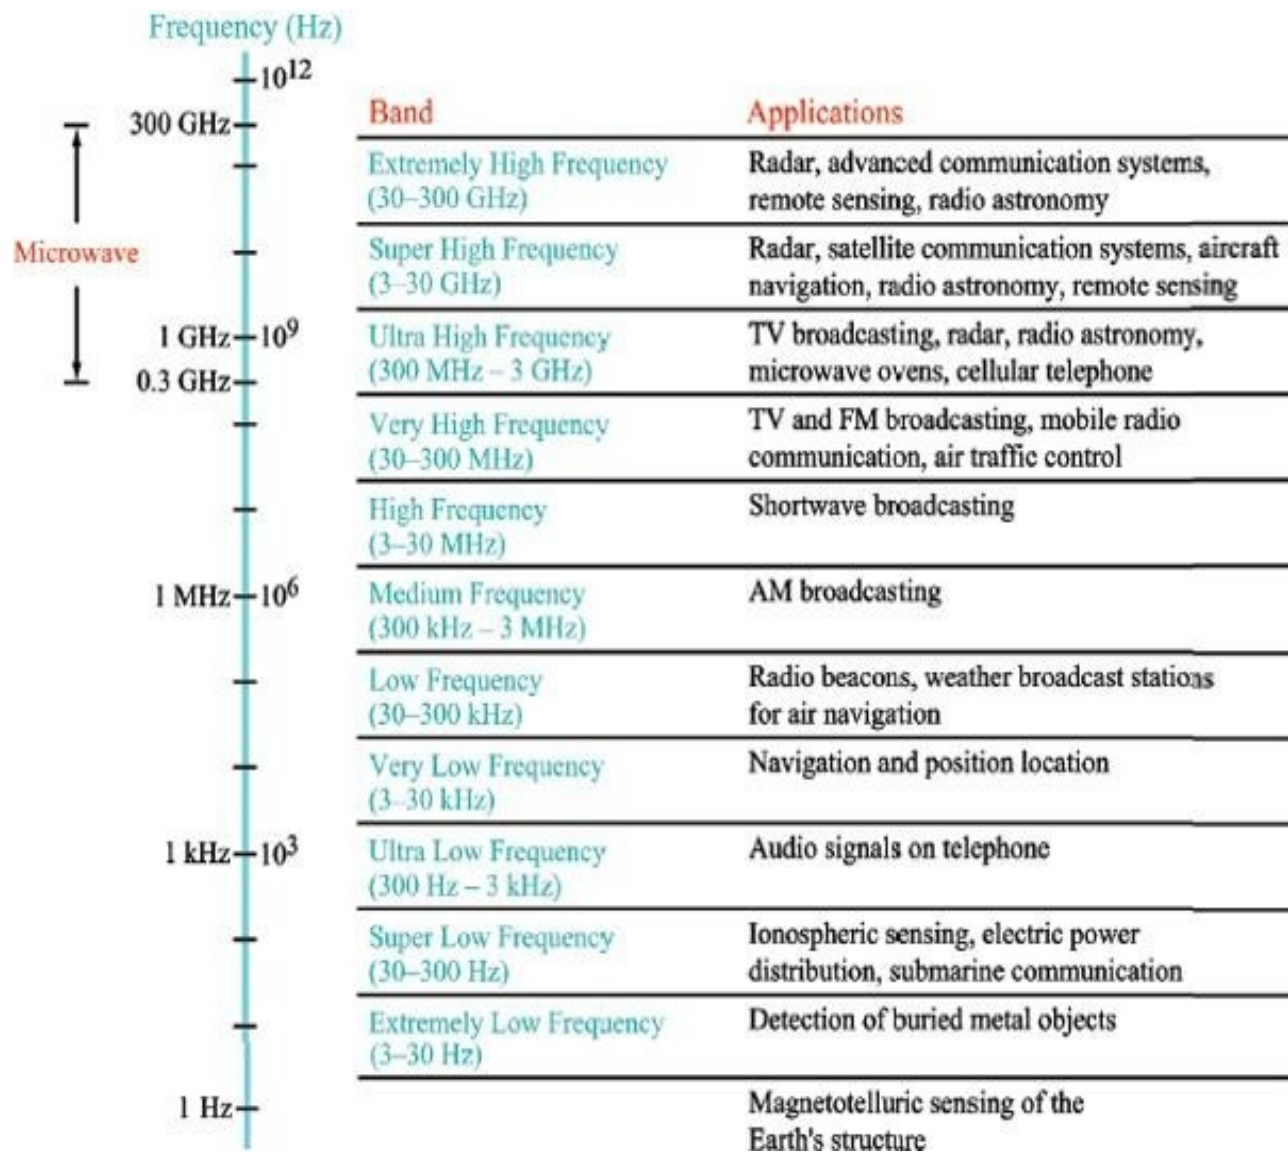 Frequency (Hz)
10^12
300 GHz
Microwave
1 GHz 10^9
0.3 GHz
1 MHz 10^6
1 kHz 10^3
1 Hz
Band Applications
Extremely High Frequency Radar, advanced communication systems,
(30–300 GHz) remote sensing, radio astronomy
Super High Frequency Radar, satellite communication systems, aircraft
(3–30 GHz) navigation, radio astronomy, remote sensing
Ultra High Frequency TV broadcasting, radar, radio astronomy,
(300 MHz – 3 GHz) microwave ovens, cellular telephone
Very High Frequency TV and FM broadcasting, mobile radio
(30–300 MHz) communication, air traffic control
High Frequency Shortwave broadcasting
(3–30 MHz)
Medium Frequency AM broadcasting
(300 kHz – 3 MHz)
Low Frequency Radio beacons, weather broadcast stations
(30–300 kHz) for air navigation
Very Low Frequency Navigation and position location
(3–30 kHz)
Ultra Low Frequency Audio signals on telephone
(300 Hz – 3 kHz)
Super Low Frequency Ionospheric sensing, electric power
(30–300 Hz) distribution, submarine communication
Extremely Low Frequency Detection of buried metal objects
(3–30 Hz)
Magnetotelluric sensing of the
Earth's structure